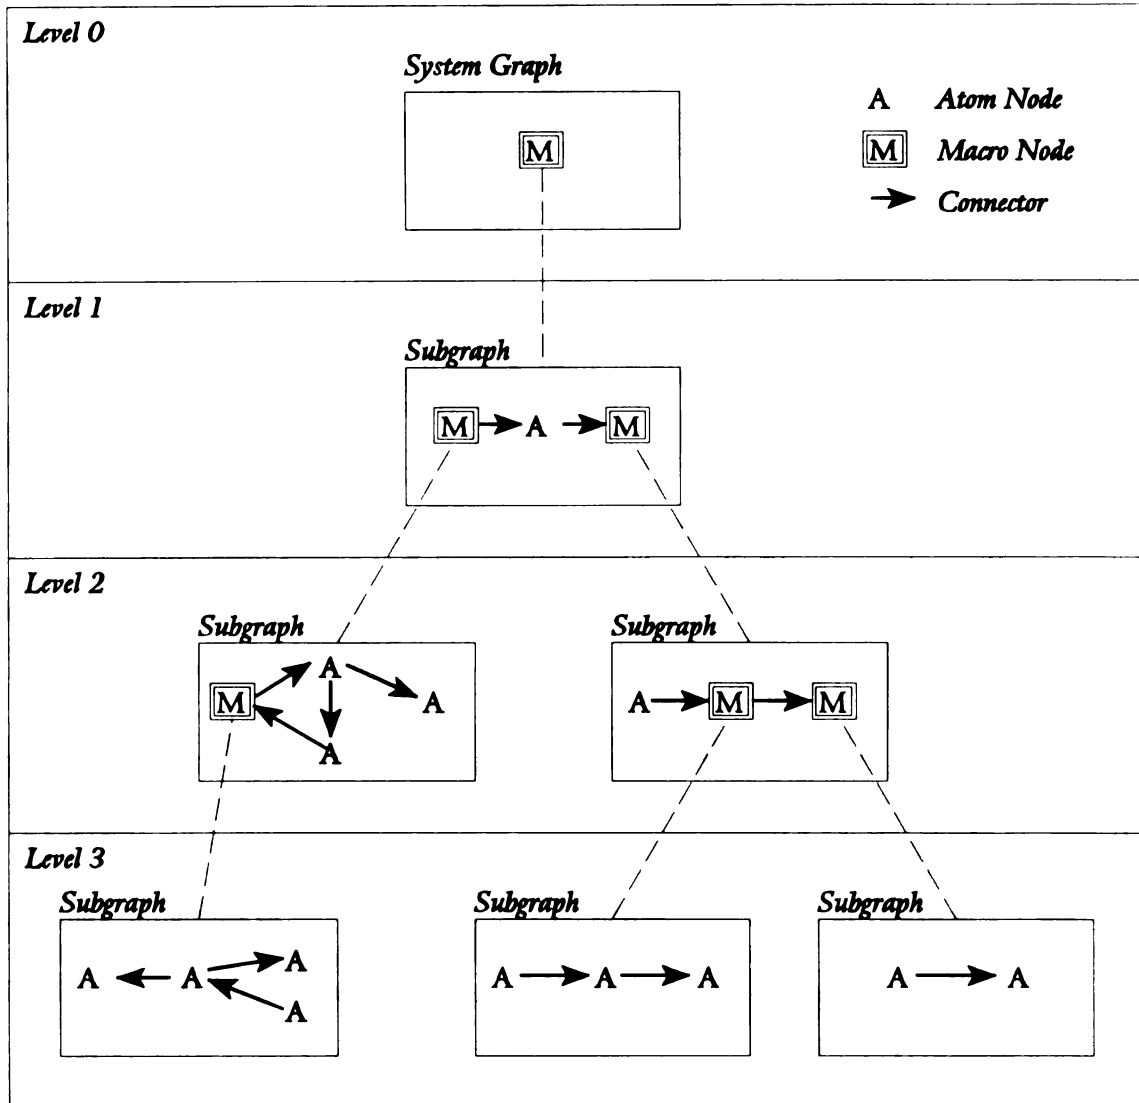 Level 0
System Graph
A Atom Node
M
M Macro Node
Connector
Level 1
Subgraph
M A M
Level 2
Subgraph Subgraph
A
M A A M M
A
Level 3
Subgraph Subgraph Subgraph
A A A A A A A A
A